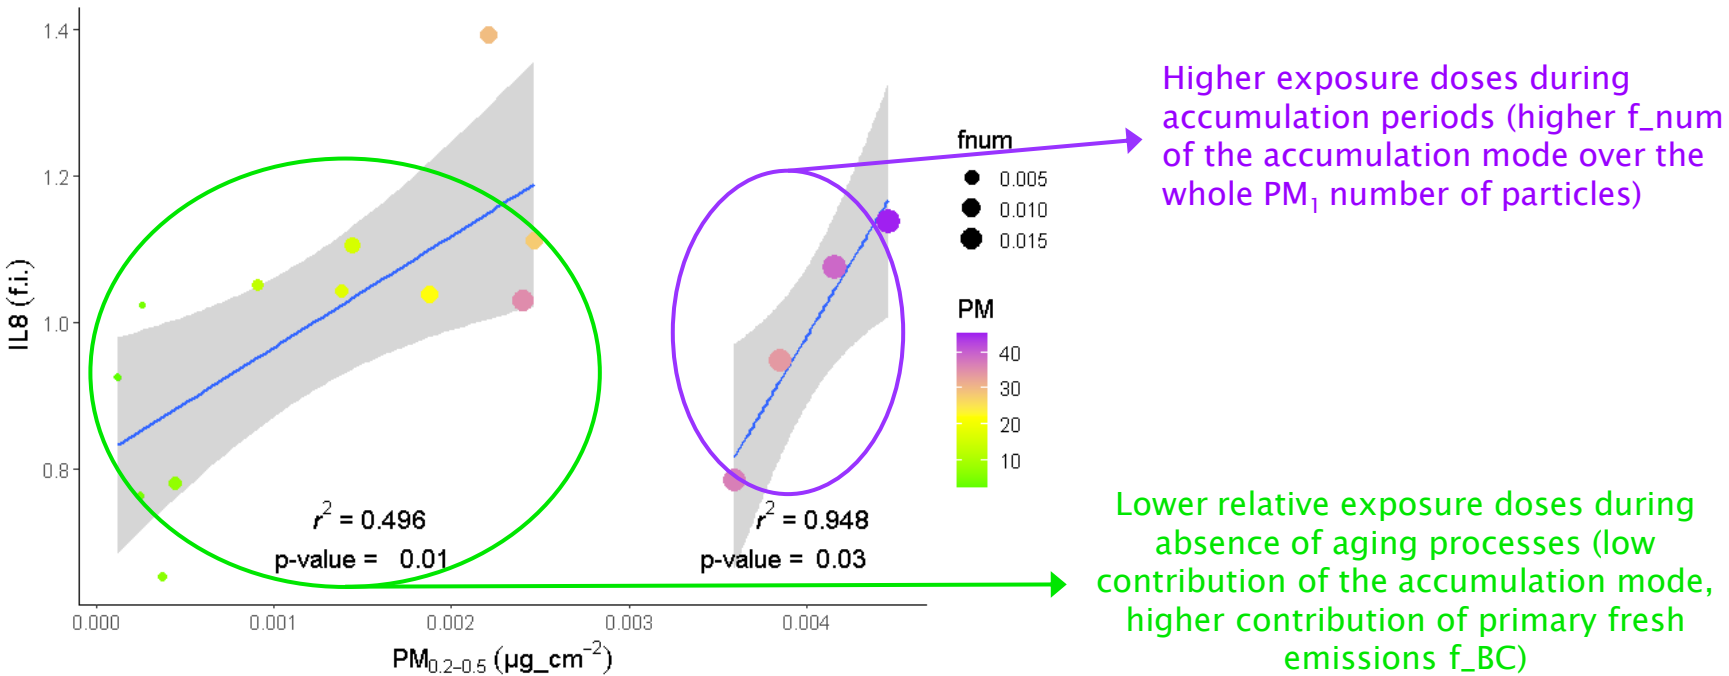 1.4
1.2
1.0
0.8
IL8 (f.i.)
r² = 0.496
p-value = 0.01
r² = 0.948
p-value = 0.03
0.000
0.001
0.002
0.003
0.004
PM₀.₂₋₀.₅ (µg_cm⁻²)
fnum
0.005
0.010
0.015
PM
40
30
20
10
Higher exposure doses during
accumulation periods (higher f_num
of the accumulation mode over the
whole PM₁ number of particles)
Lower relative exposure doses during
absence of aging processes (low
contribution of the accumulation mode,
higher contribution of primary fresh
emissions f_BC)